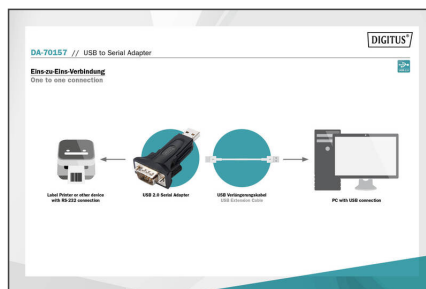 DIGITUS®
DA-70157 // USB to Serial Adapter
Eins-zu-Eins-Verbindung
One to one connection
Label Printer or other device
with RS-232 connection
USB 2.0 Serial Adapter
USB Verlängerungskabel
USB Extension Cable
PC with USB connection